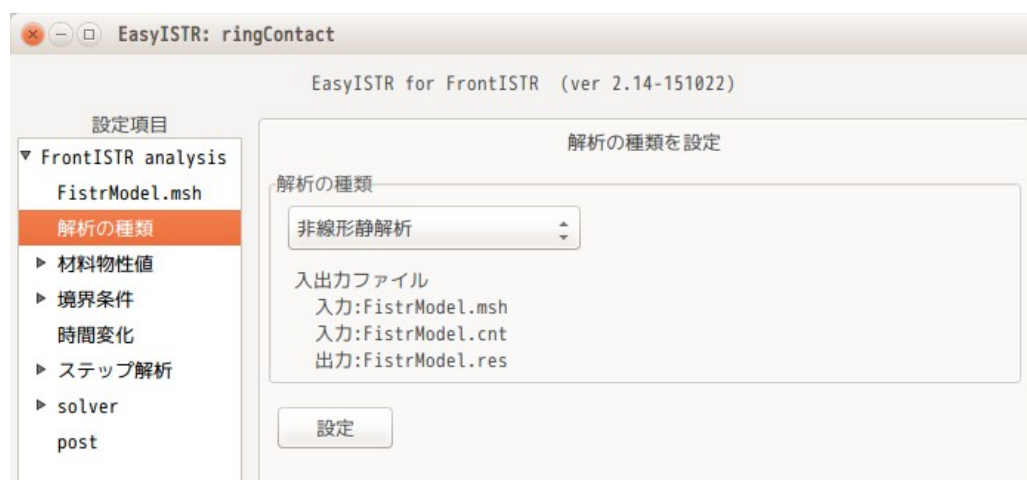 EasyISTR: ringContact
EasyISTR for FrontISTR (ver 2.14-151022)
設定項目
FrontISTR analysis
FistrModel.msh
解析の種類
材料物性値
境界条件
時間変化
ステップ解析
solver
post
解析の種類を設定
解析の種類
非線形静解析
入出力ファイル
入力:FistrModel.msh
入力:FistrModel.cnt
出力:FistrModel.res
設定